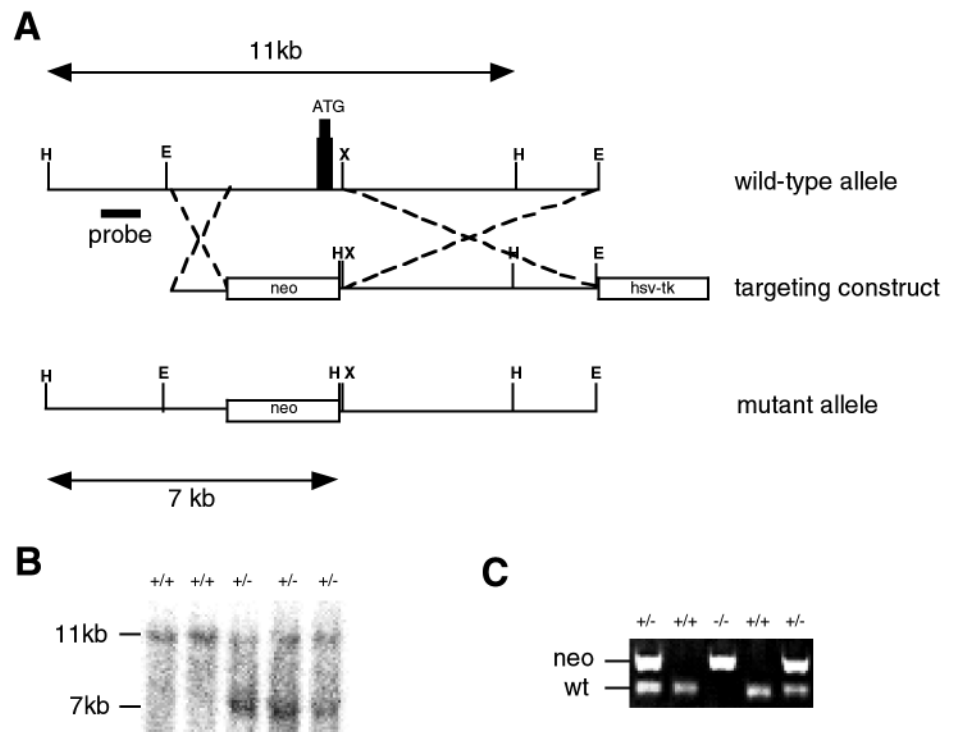 A
11kb
ATG
H E X H E
wild-type allele
probe
HX H E
neo hsv-tk
targeting construct
H E H X H E
neo
mutant allele
7 kb
B
+/+ +/+ +/- +/- +/-
11kb
7kb
C
+/- +/+ -/- +/+ +/-
neo
wt